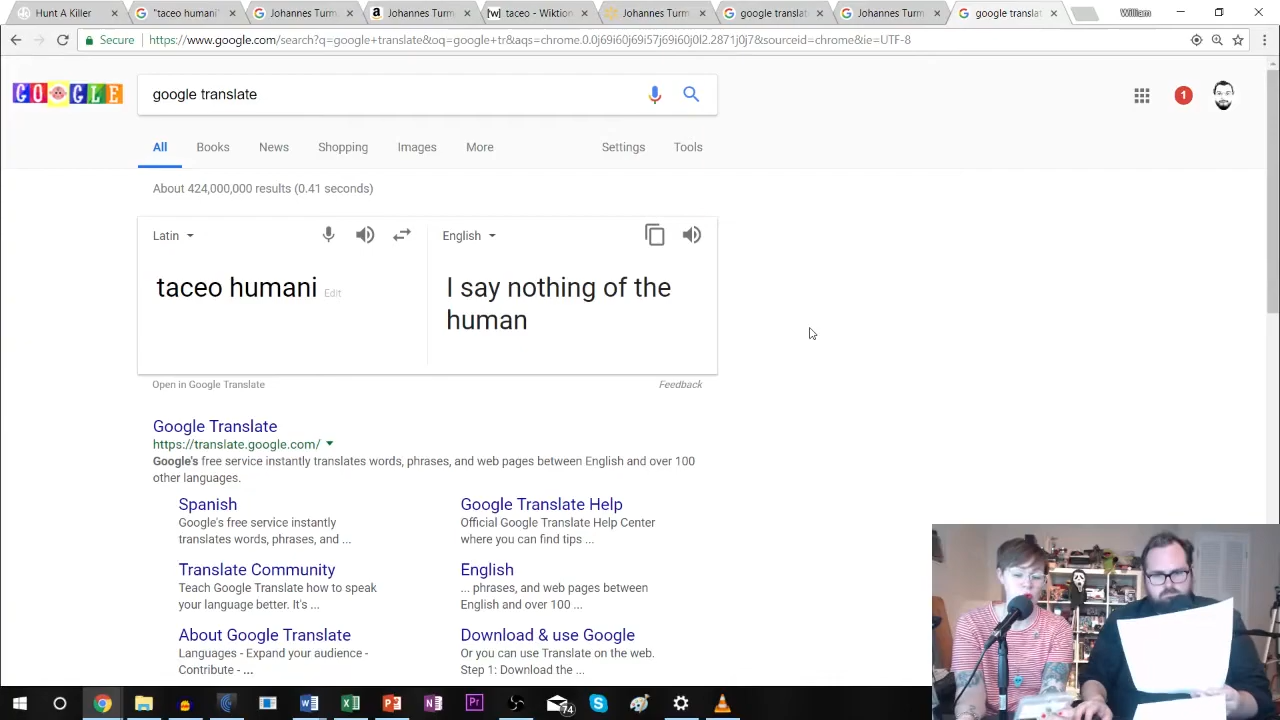 Hunt A Killer
"taceo humani"
Johannes Turm
Johannes Turm
taceo - Wiktion
Johannes Turm
google translat
Johannes Turm
google translat
William
Secure
https://www.google.com/search?q=google+translate&oq=google+tr&aqs=chrome.0.0j69i60j69i57j69i60j0l2.2871j0j7&sourceid=chrome&ie=UTF-8
GOOGLE
google translate
1
All
Books
News
Shopping
Images
More
Settings
Tools
About 424,000,000 results (0.41 seconds)
Latin
English
taceo humani
Edit
I say nothing of the
human
Open in Google Translate
Feedback
Google Translate
https://translate.google.com/
Google's free service instantly translates words, phrases, and web pages between English and over 100
other languages.
Spanish
Google's free service instantly
translates words, phrases, and ...
Google Translate Help
Official Google Translate Help Center
where you can find tips ...
Translate Community
Teach Google Translate how to speak
your language better. It's ...
English
... phrases, and web pages between
English and over 100 ...
About Google Translate
Languages - Expand your audience -
Contribute - ...
Download & use Google
Or you can use Translate on the web.
Step 1: Download the ...
74